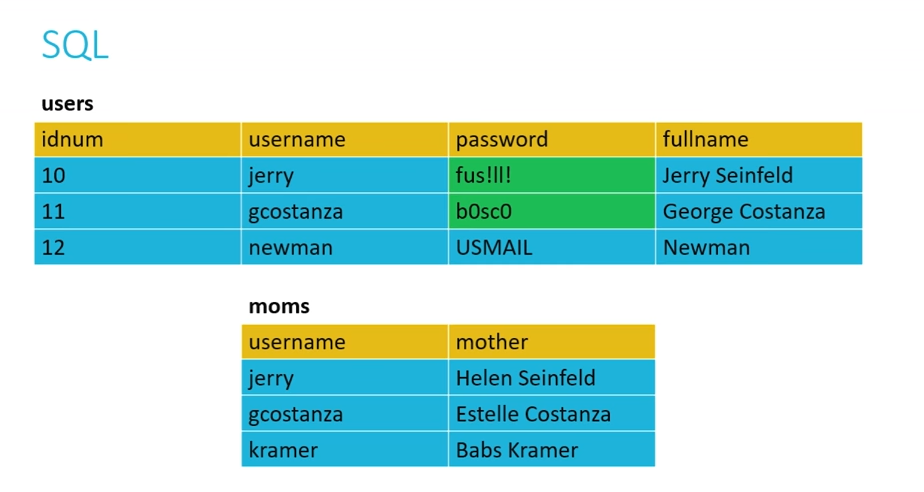 SQL
users
idnum username password fullname
10 jerry fus!ll! Jerry Seinfeld
11 gcostanza b0sc0 George Costanza
12 newman USMAIL Newman
moms
username mother
jerry Helen Seinfeld
gcostanza Estelle Costanza
kramer Babs Kramer